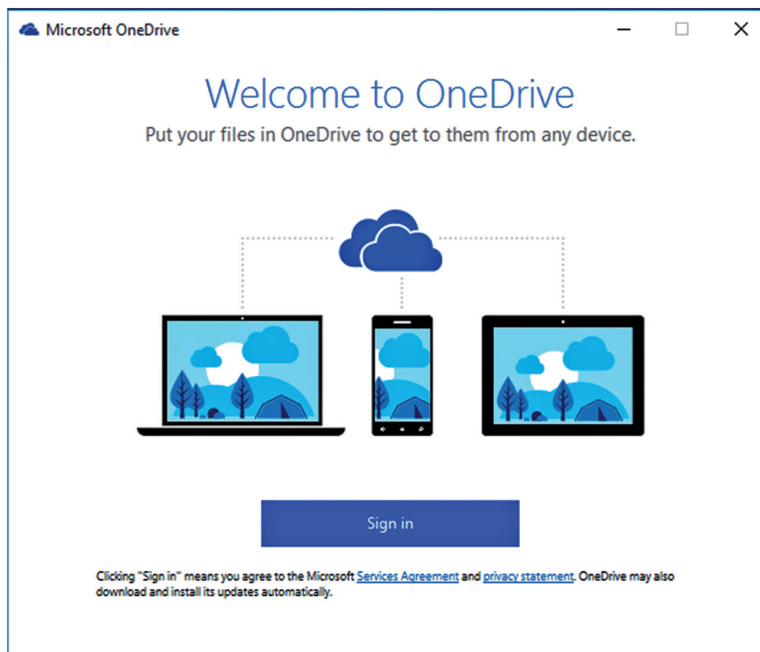 Microsoft OneDrive
Welcome to OneDrive
Put your files in OneDrive to get to them from any device.
Sign in
Clicking "Sign in" means you agree to the Microsoft Services Agreement and privacy statement. OneDrive may also
download and install its updates automatically.